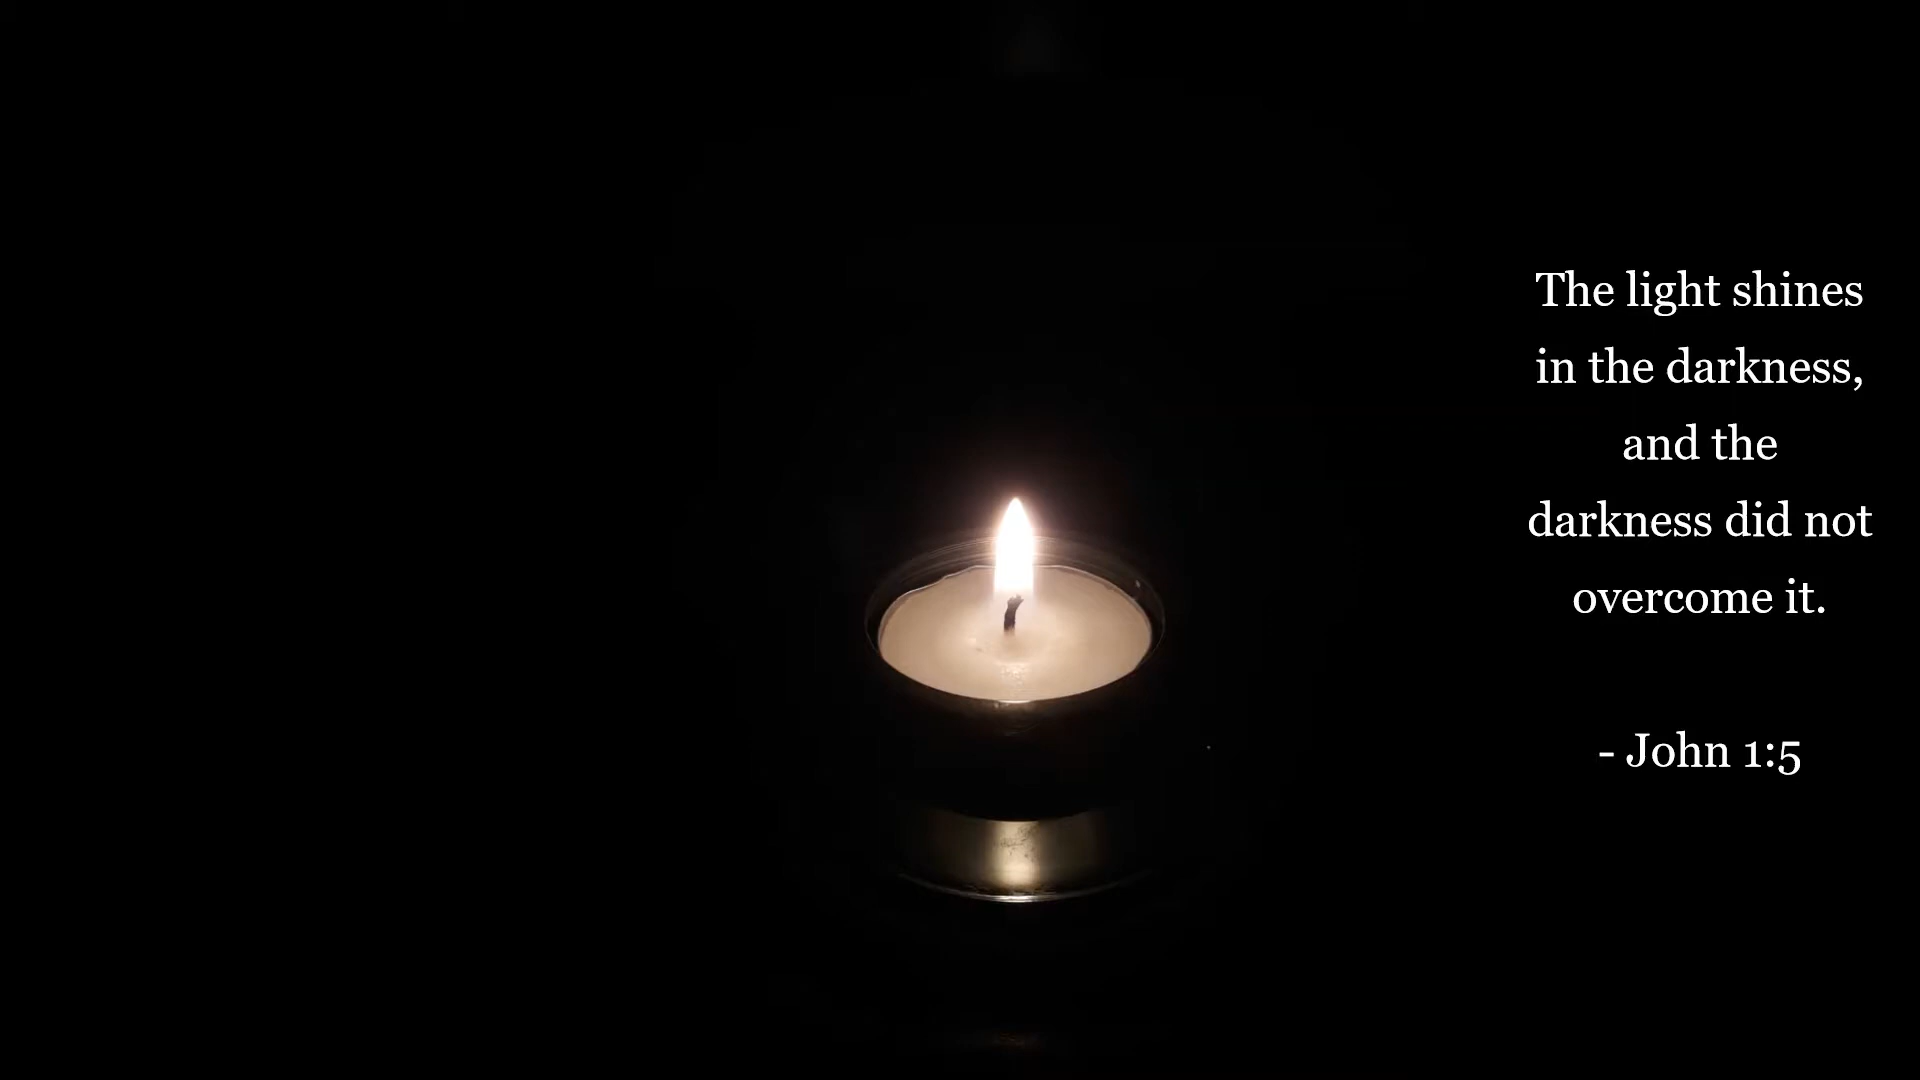 The light shines
in the darkness,
and the
darkness did not
overcome it.
- John 1:5